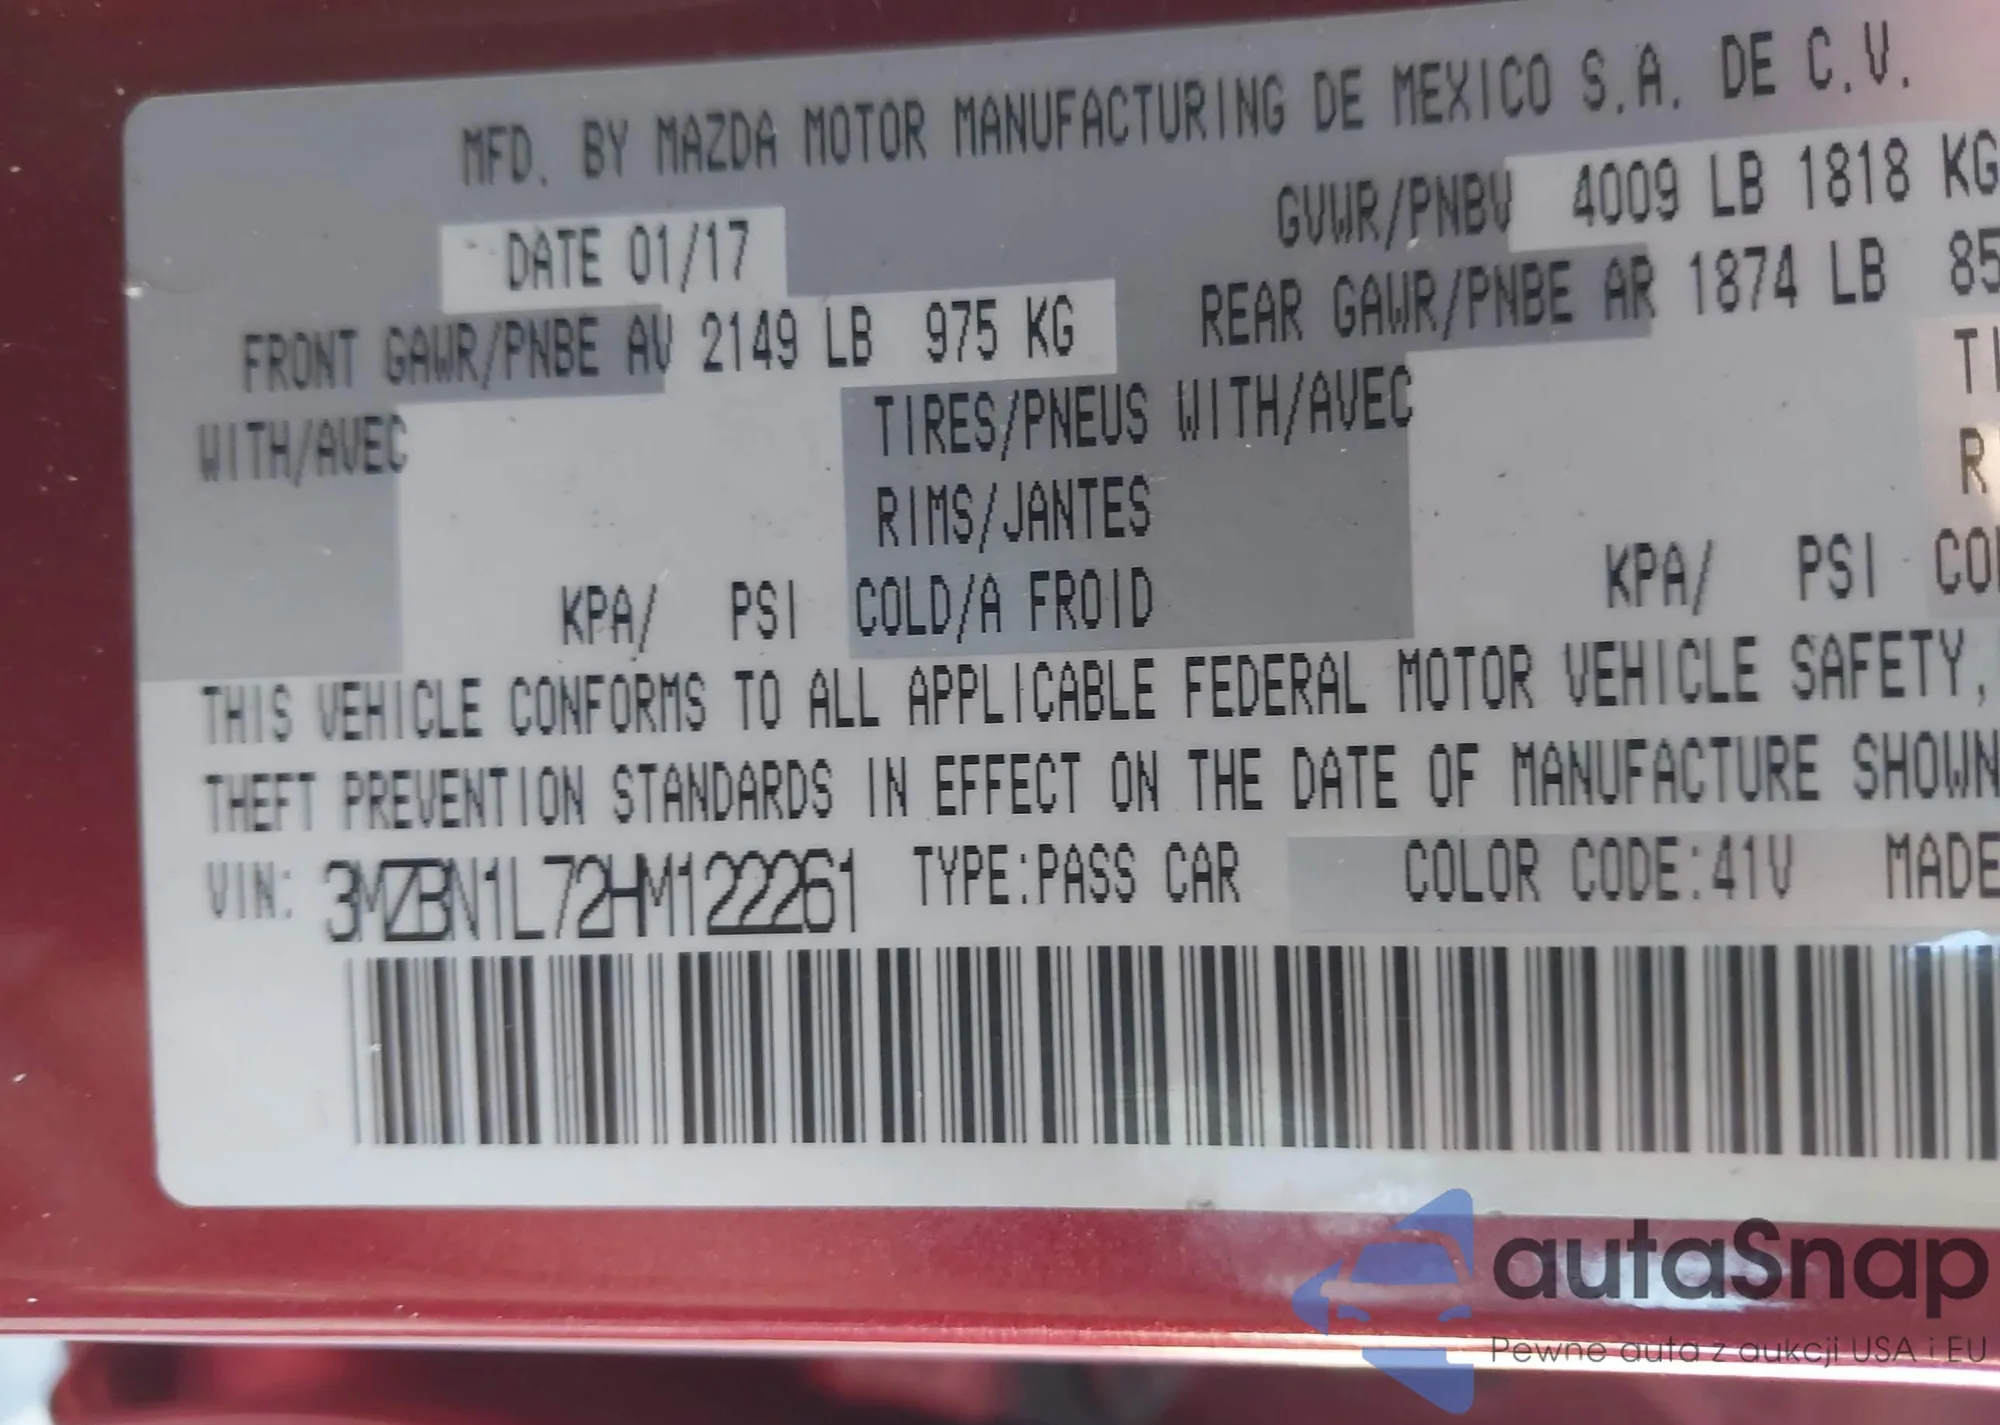 MFD. BY MAZDA MOTOR MANUFACTURING DE MEXICO S.A. DE C.V.
DATE 01/17 GVWR/PNBV 4009 LB 1818 KG
FRONT GAWR/PNBE AV 2149 LB 975 KG REAR GAWR/PNBE AR 1874 LB 85
WITH/AVEC TIRES/PNEUS WITH/AVEC TI
RIMS/JANTES R
KPA/ PSI COLD/A FROID KPA/ PSI CO
THIS VEHICLE CONFORMS TO ALL APPLICABLE FEDERAL MOTOR VEHICLE SAFETY,
THEFT PREVENTION STANDARDS IN EFFECT ON THE DATE OF MANUFACTURE SHOWN
VIN: 3MZBN1L72HM122261 TYPE:PASS CAR COLOR CODE:41V MADE
autaSnap
Pewne auta z aukcji USA i EU